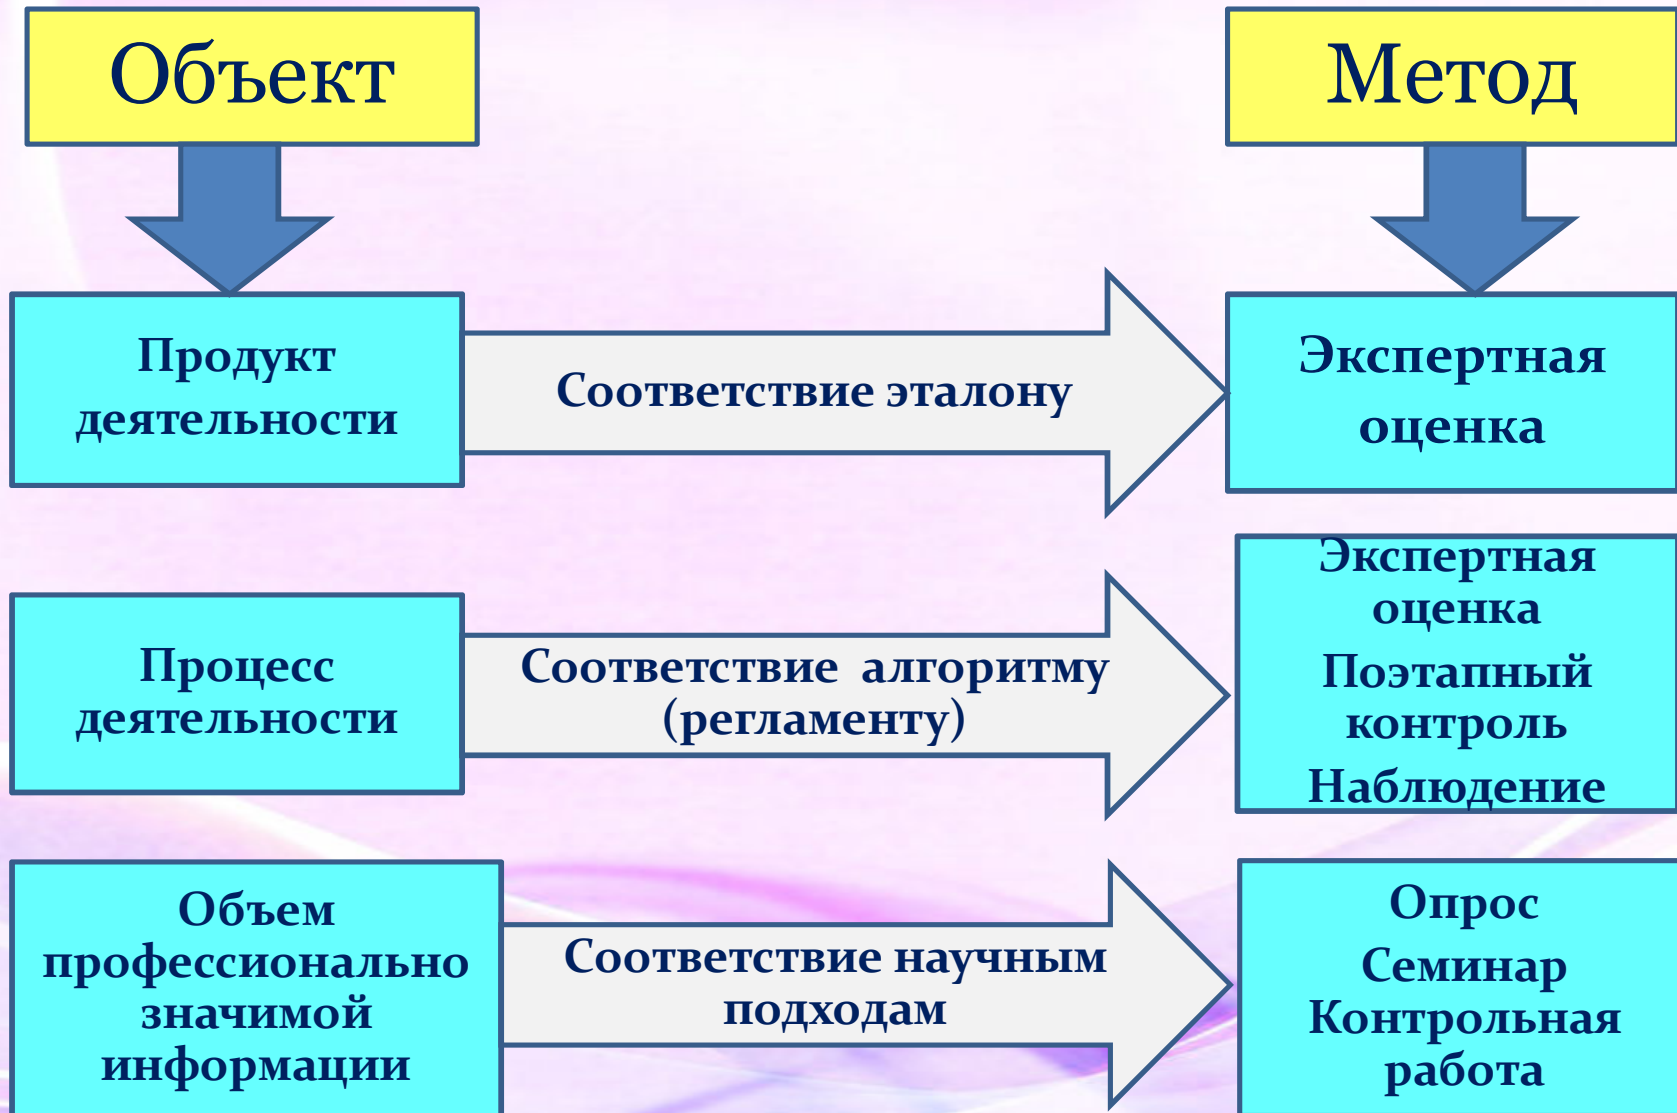 Объект
Метод
Продукт
деятельности
Соответствие эталону
Экспертная
оценка
Процесс
деятельности
Соответствие алгоритму
(регламенту)
Экспертная
оценка
Поэтапный
контроль
Наблюдение
Объем
профессионально
значимой
информации
Соответствие научным
подходам
Опрос
Семинар
Контрольная
работа